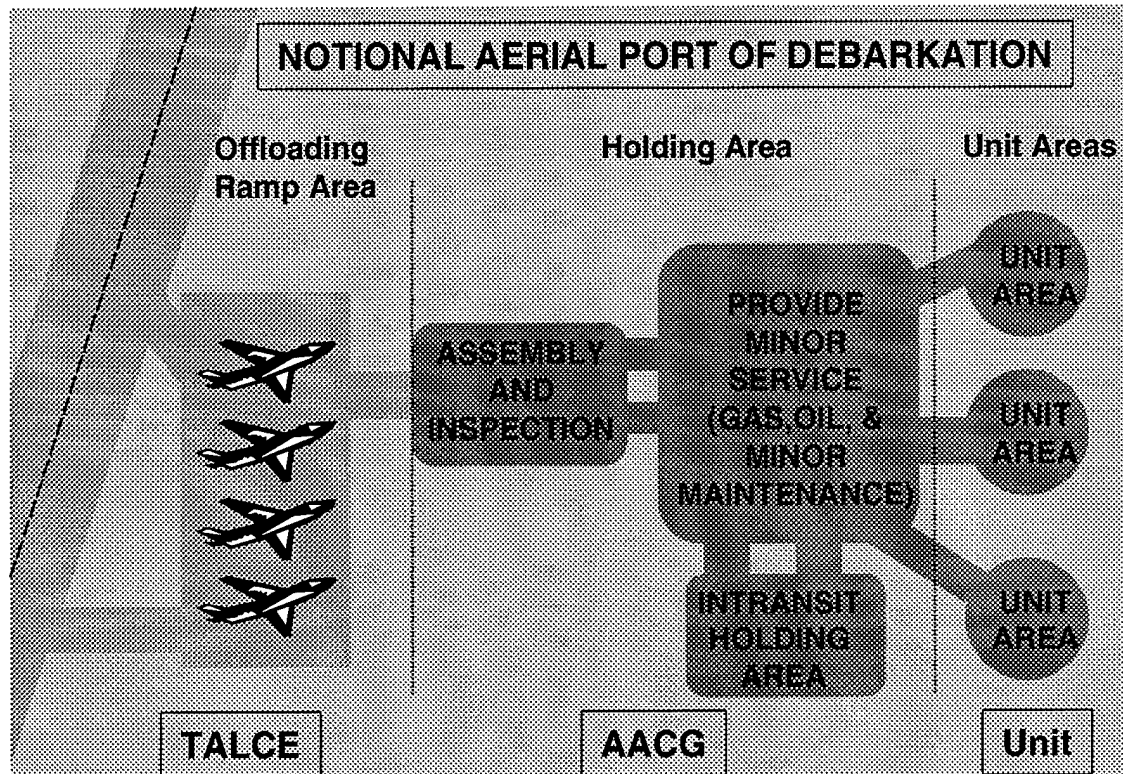 NOTIONAL AERIAL PORT OF DEBARKATION
Offloading
Ramp Area
Holding Area
Unit Areas
ASSEMBLY
AND
INSPECTION
PROVIDE
MINOR
SERVICE
(GAS,OIL, &
MINOR
MAINTENANCE)
INTRANSIT
HOLDING
AREA
UNIT
AREA
UNIT
AREA
UNIT
AREA
TALCE
AACG
Unit